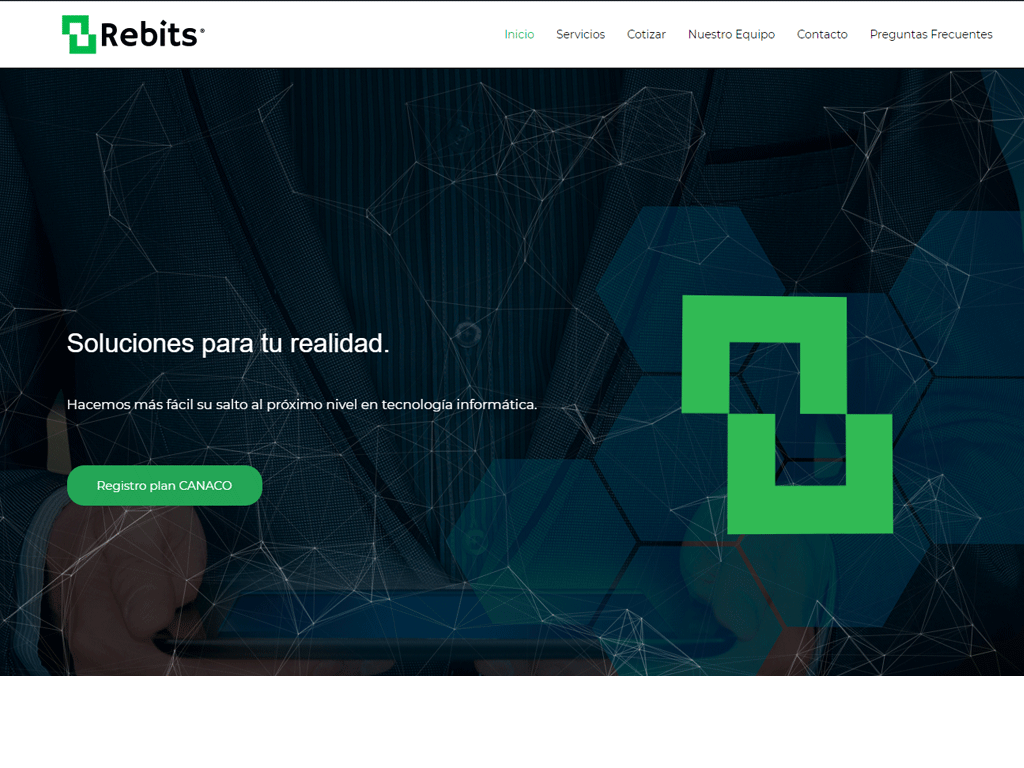 Rebits®
Inicio Servicios Cotizar Nuestro Equipo Contacto Preguntas Frecuentes
Soluciones para tu realidad.
Hacemos más fácil su salto al próximo nivel en tecnología informática.
Registro plan CANACO